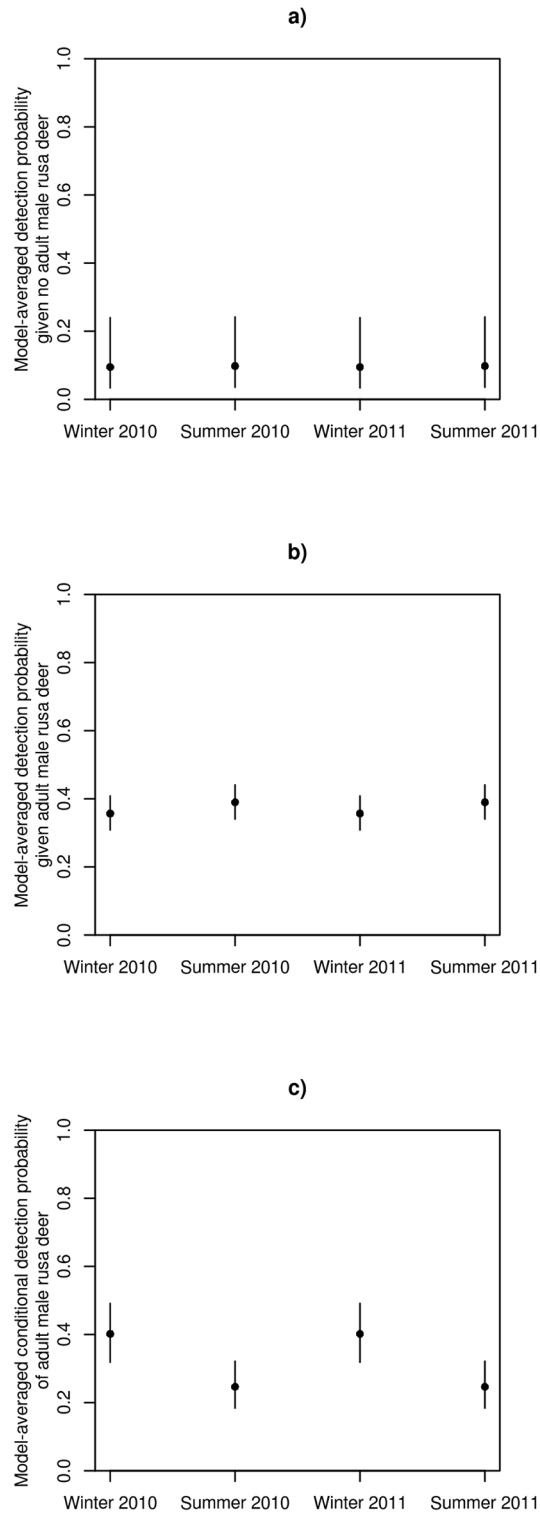 a)
Model-averaged detection probability
given no adult male rusa deer
1.0
0.8
0.6
0.4
0.2
0.0
Winter 2010 Summer 2010 Winter 2011 Summer 2011
b)
Model-averaged detection probability
given adult male rusa deer
1.0
0.8
0.6
0.4
0.2
0.0
Winter 2010 Summer 2010 Winter 2011 Summer 2011
c)
Model-averaged conditional detection probability
of adult male rusa deer
1.0
0.8
0.6
0.4
0.2
0.0
Winter 2010 Summer 2010 Winter 2011 Summer 2011